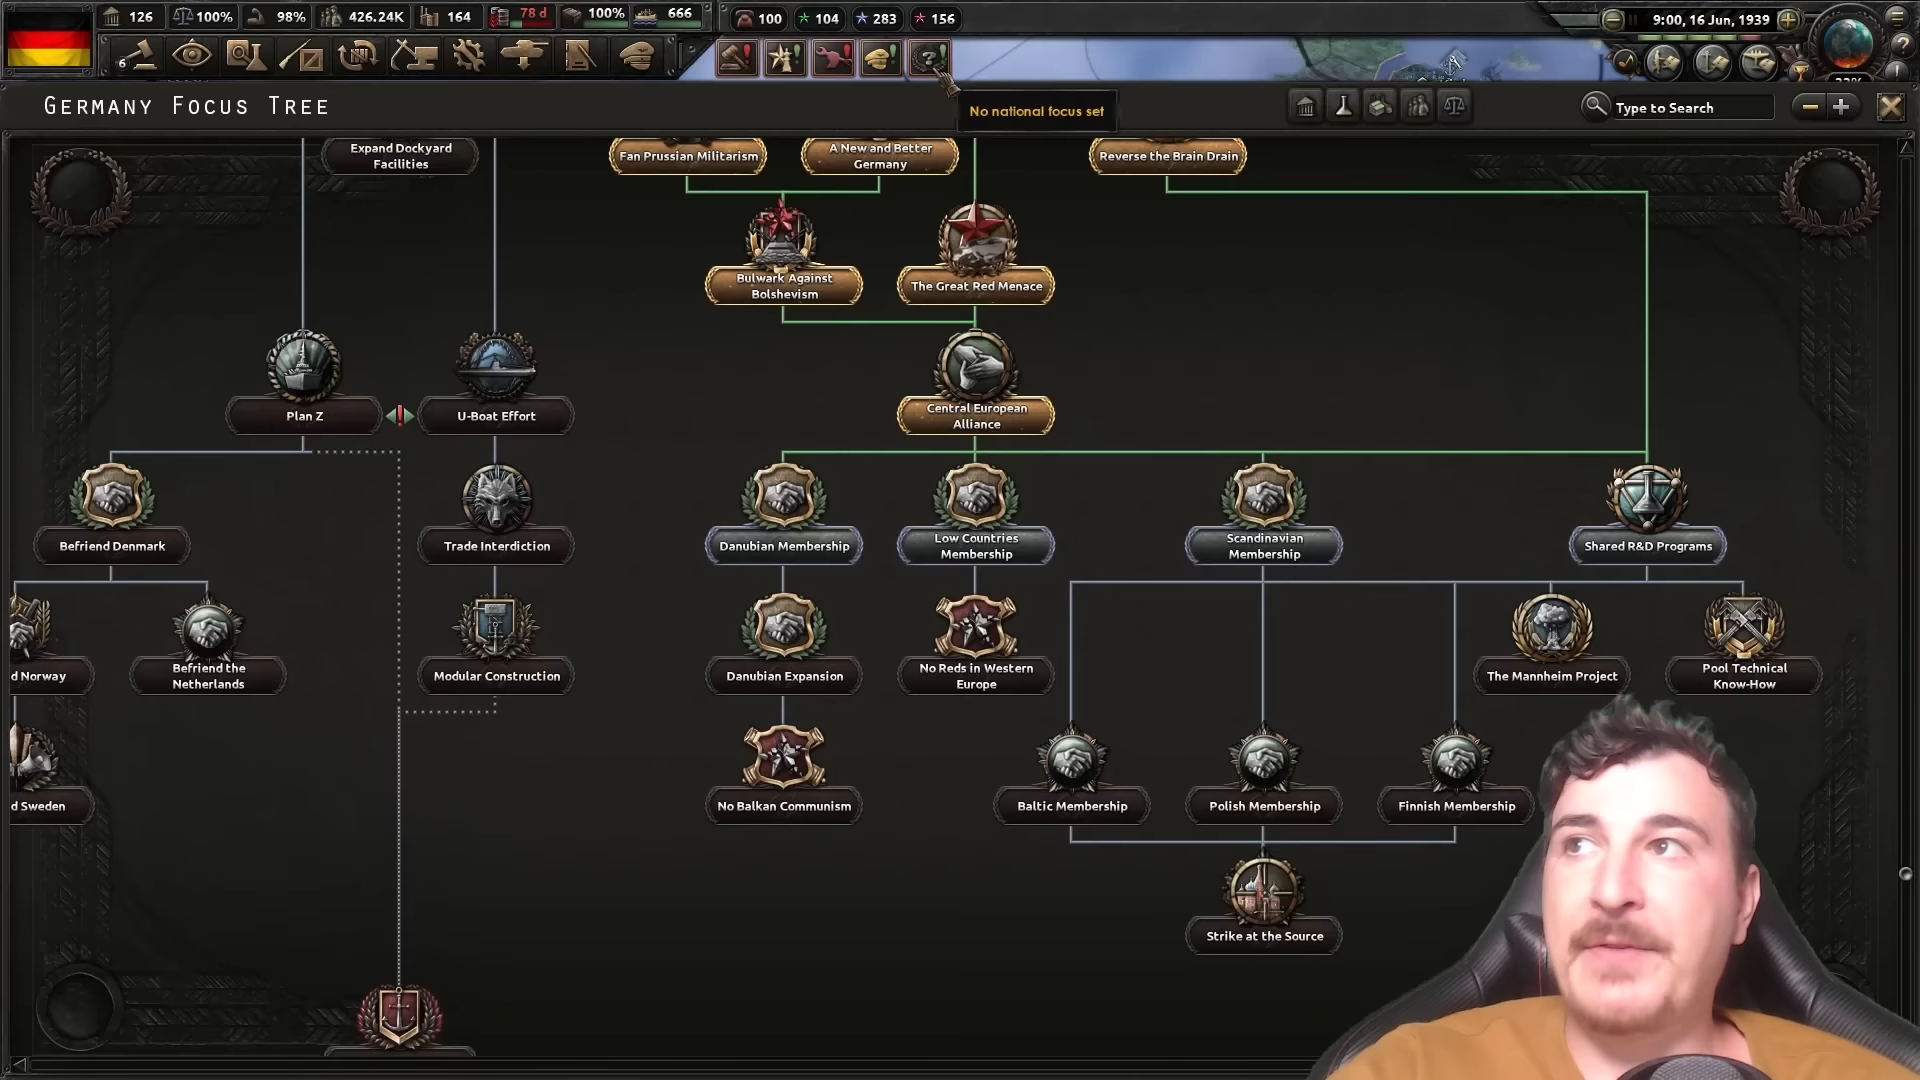 126
100%
98%
426.24K
164
78 d
100%
666
100
104
283
156
9:00, 16 Jun, 1939
6
GERMANY FOCUS TREE
No national focus set
Type to Search
Expand Dockyard
Facilities
Fan Prussian Militarism
A New and Better
Germany
Reverse the Brain Drain
Bulwark Against
Bolshevism
The Great Red Menace
Plan Z
U-Boat Effort
Central European
Alliance
Befriend Denmark
Trade Interdiction
Danubian Membership
Low Countries
Membership
Scandinavian
Membership
Shared R&D Programs
d Norway
Befriend the
Netherlands
Modular Construction
Danubian Expansion
No Reds in Western
Europe
The Mannheim Project
Pool Technical
Know-How
d Sweden
No Balkan Communism
Baltic Membership
Polish Membership
Finnish Membership
Strike at the Source